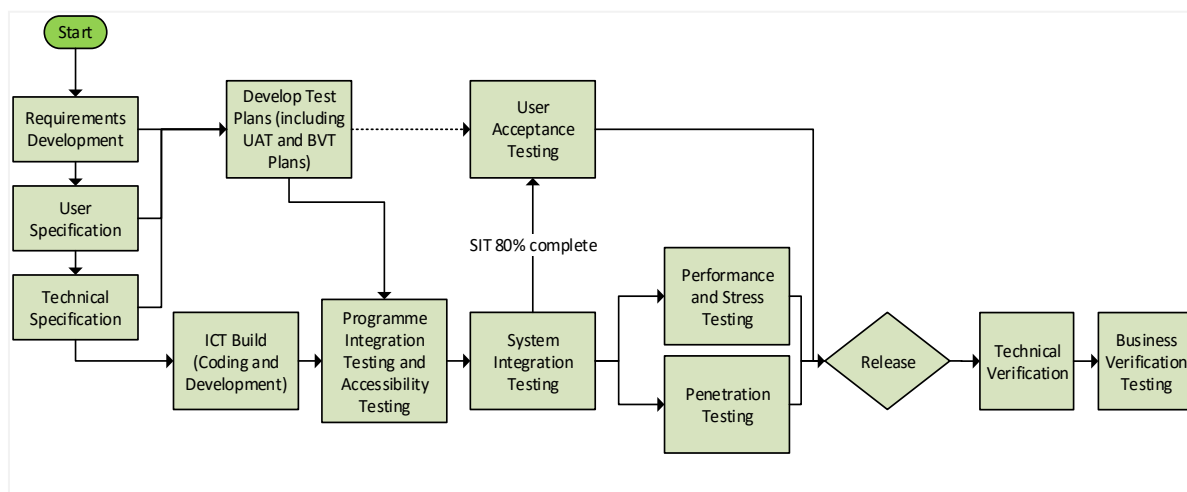 Start
Requirements
Development
User
Specification
Technical
Specification
Develop Test
Plans (including
UAT and BVT
Plans)
ICT Build
(Coding and
Development)
Programme
Integration
Testing and
Accessibility
Testing
User
Acceptance
Testing
SIT 80% complete
System
Integration
Testing
Performance
and Stress
Testing
Penetration
Testing
Release
Technical
Verification
Business
Verification
Testing